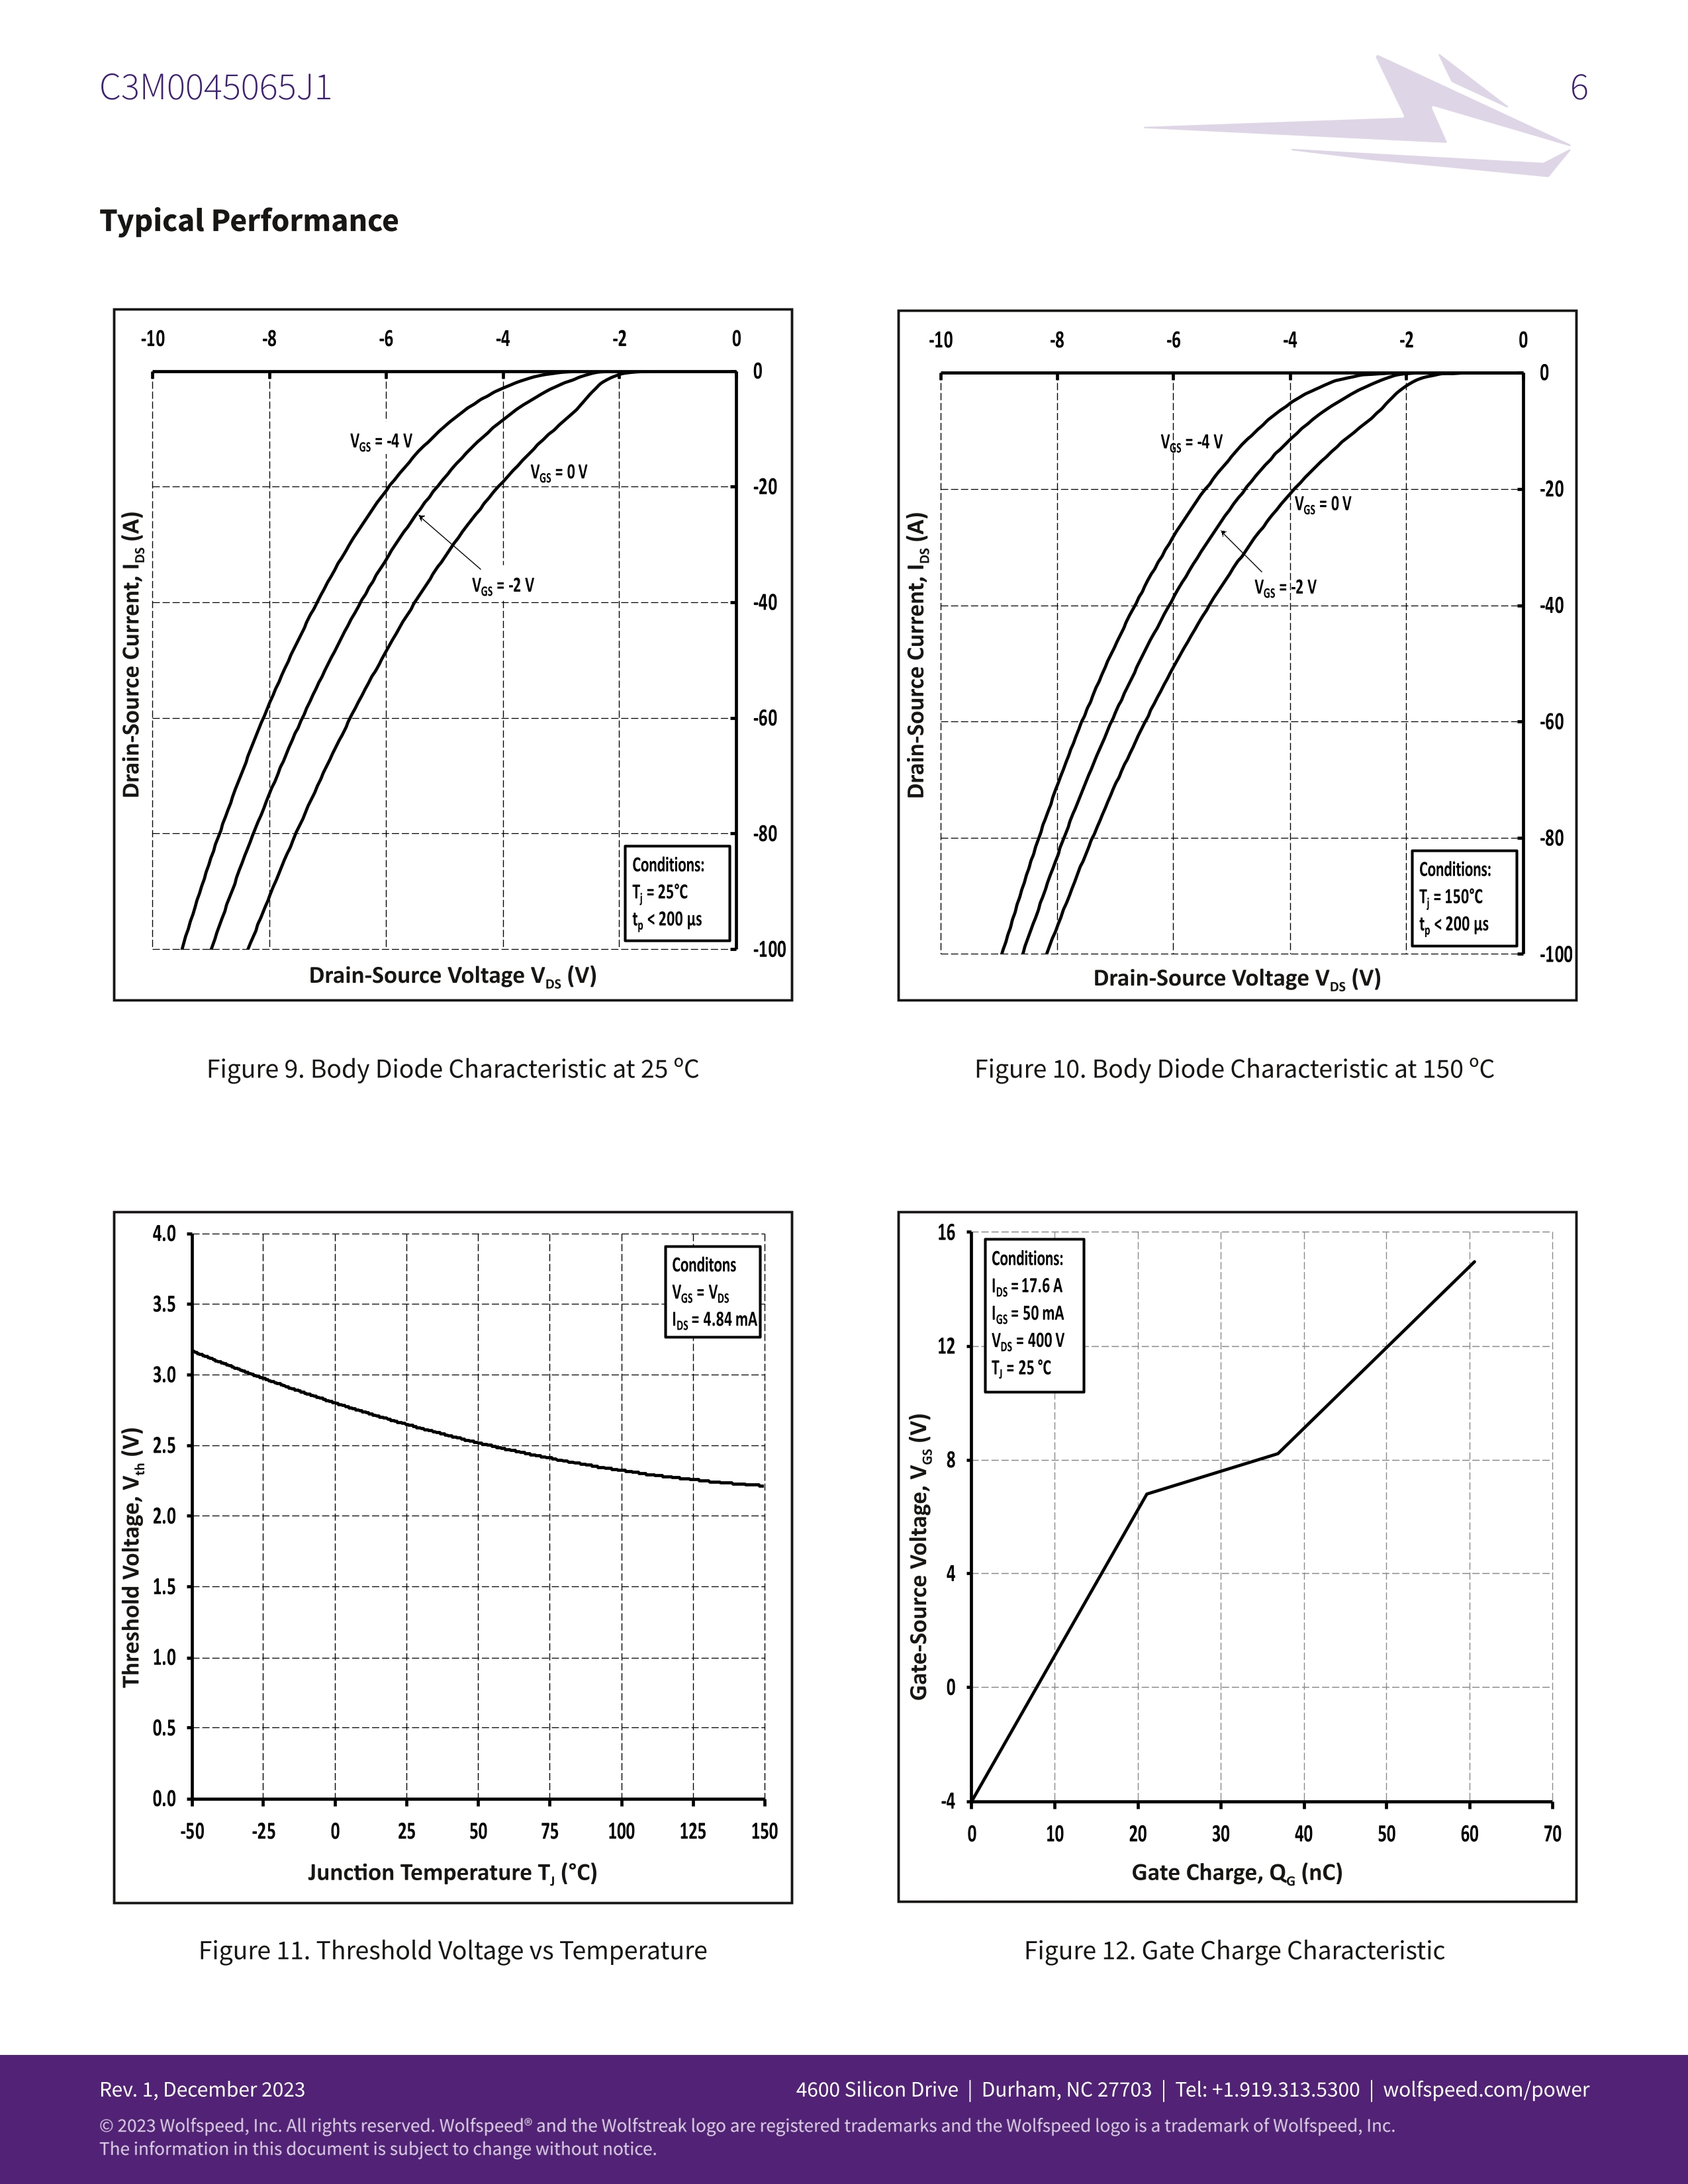 C3M0045065J1
6
Typical Performance
-10 -8 -6 -4 -2 0
0
-20
-40
-60
-80
-100
VGS = -4 V
VGS = 0 V
VGS = -2 V
Drain-Source Current, IDS (A)
Conditions:
Tj = 25°C
tp < 200 µs
Drain-Source Voltage VDS (V)
Figure 9. Body Diode Characteristic at 25 ºC
-10 -8 -6 -4 -2 0
0
-20
-40
-60
-80
-100
VGS = -4 V
VGS = 0 V
VGS = -2 V
Drain-Source Current, IDS (A)
Conditions:
Tj = 150°C
tp < 200 µs
Drain-Source Voltage VDS (V)
Figure 10. Body Diode Characteristic at 150 ºC
4.0
3.5
3.0
2.5
2.0
1.5
1.0
0.5
0.0
Threshold Voltage, Vth (V)
Conditons
VGS = VDS
IDS = 4.84 mA
-50 -25 0 25 50 75 100 125 150
Junction Temperature TJ (°C)
Figure 11. Threshold Voltage vs Temperature
16
12
8
4
0
-4
Gate-Source Voltage, VGS (V)
Conditions:
IDS = 17.6 A
IGS = 50 mA
VDS = 400 V
TJ = 25 °C
0 10 20 30 40 50 60 70
Gate Charge, QG (nC)
Figure 12. Gate Charge Characteristic
Rev. 1, December 2023
4600 Silicon Drive | Durham, NC 27703 | Tel: +1.919.313.5300 | wolfspeed.com/power
© 2023 Wolfspeed, Inc. All rights reserved. Wolfspeed® and the Wolfstreak logo are registered trademarks and the Wolfspeed logo is a trademark of Wolfspeed, Inc.
The information in this document is subject to change without notice.